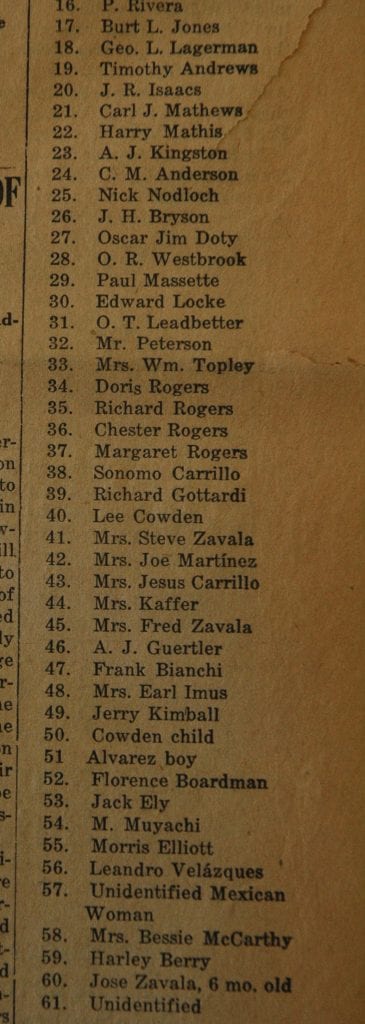 16. P. Rivera
17. Burt L. Jones
18. Geo. L. Lagerman
19. Timothy Andrews
20. J. R. Isaacs
21. Carl J. Mathews
22. Harry Mathis
23. A. J. Kingston
24. C. M. Anderson
25. Nick Nodloch
26. J. H. Bryson
27. Oscar Jim Doty
28. O. R. Westbrook
29. Paul Massette
30. Edward Locke
31. O. T. Leadbetter
32. Mr. Peterson
33. Mrs. Wm. Topley
34. Doris Rogers
35. Richard Rogers
36. Chester Rogers
37. Margaret Rogers
38. Sonomo Carrillo
39. Richard Gottardi
40. Lee Cowden
41. Mrs. Steve Zavala
42. Mrs. Joe Martínez
43. Mrs. Jesus Carrillo
44. Mrs. Kaffer
45. Mrs. Fred Zavala
46. A. J. Guertler
47. Frank Bianchi
48. Mrs. Earl Imus
49. Jerry Kimball
50. Cowden child
51 Alvarez boy
52. Florence Boardman
53. Jack Ely
54. M. Muyachi
55. Morris Elliott
56. Leandro Velázques
57. Unidentified Mexican
Woman
58. Mrs. Bessie McCarthy
59. Harley Berry
60. Jose Zavala, 6 mo. old
61. Unidentified